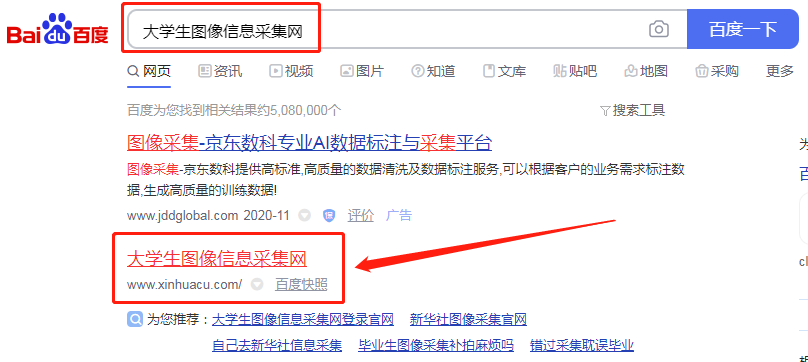 Bai du 百度 大学生图像信息采集网 百度一下
网页 资讯 视频 图片 知道 文库 贴吧 地图 采购 更多
百度为您找到相关结果约5,080,000个 搜索工具
图像采集-京东数科专业AI数据标注与采集平台
图像采集-京东数科提供高标准,高质量的数据清洗及数据标注服务,可以根据客户的业务需求标注数
据,生成高质量的训练数据!
www.jddglobal.com 2020-11 保 评价 广告
大学生图像信息采集网
www.xinhuacu.com/ 百度快照
为您推荐：大学生图像信息采集网登录官网 新华社图像采集官网
自己去新华社信息采集 毕业生图像采集补拍麻烦吗 错过采集耽误毕业